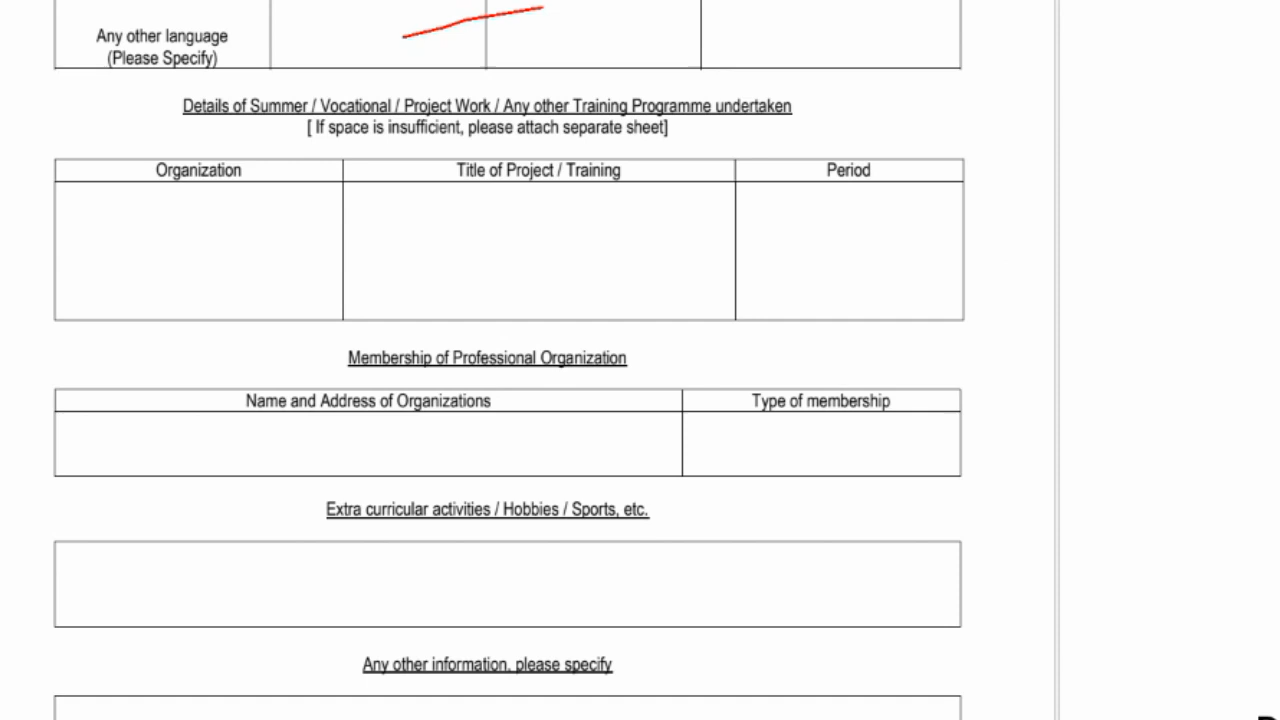 Any other language
(Please Specify)
Details of Summer / Vocational / Project Work / Any other Training Programme undertaken
[ If space is insufficient, please attach separate sheet]
Organization Title of Project / Training Period
Membership of Professional Organization
Name and Address of Organizations Type of membership
Extra curricular activities / Hobbies / Sports, etc.
Any other information, please specify